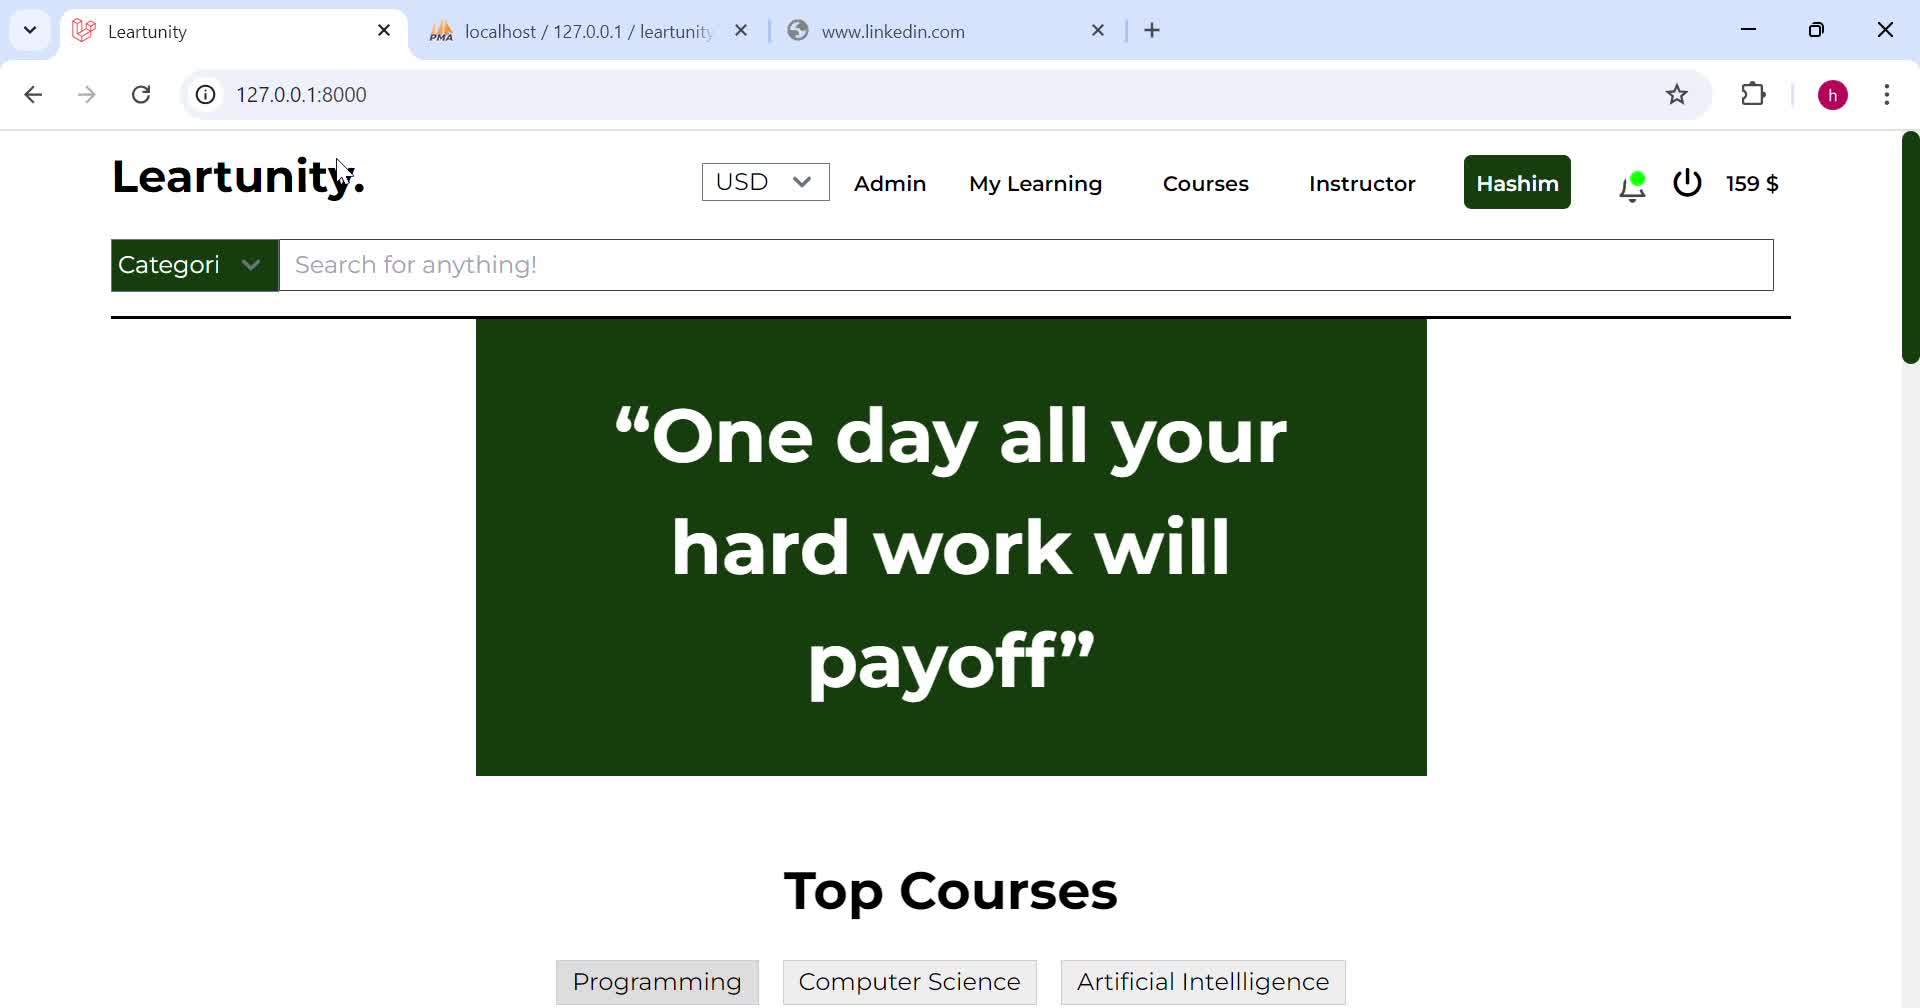 Leartunity
localhost / 127.0.0.1 / leartunity
www.linkedin.com
127.0.0.1:8000
h
Leartunity.
USD
Admin
My Learning
Courses
Instructor
Hashim
159 $
Categori
Search for anything!
“One day all your
hard work will
payoff”
Top Courses
Programming
Computer Science
Artificial Intellligence